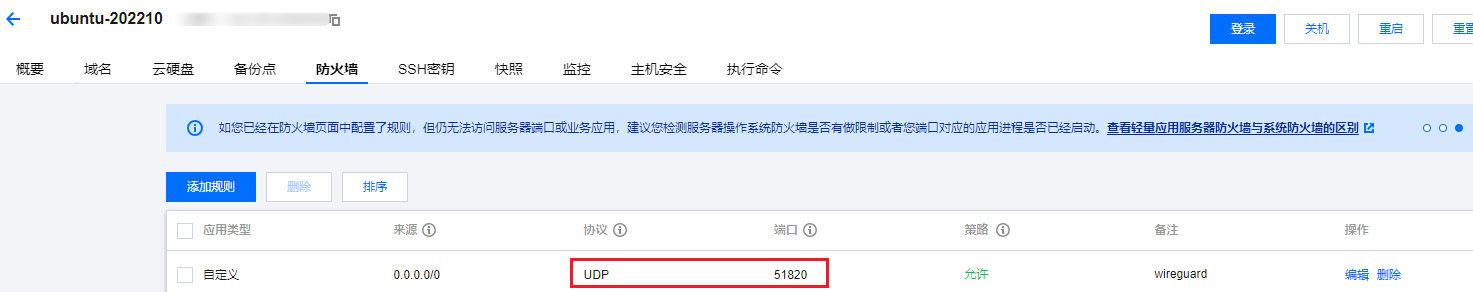 ubuntu-202210
登录 关机 重启 重置
概要 域名 云硬盘 备份点 防火墙 SSH密钥 快照 监控 主机安全 执行命令
如您已经在防火墙页面中配置了规则，但仍无法访问服务器端口或业务应用，建议您检测服务器操作系统防火墙是否有做限制或者您端口对应的应用进程是否已经启动。查看轻量应用服务器防火墙与系统防火墙的区别
添加规则 删除 排序
应用类型 来源 协议 端口 策略 备注 操作
自定义 0.0.0.0/0 UDP 51820 允许 wireguard 编辑 删除